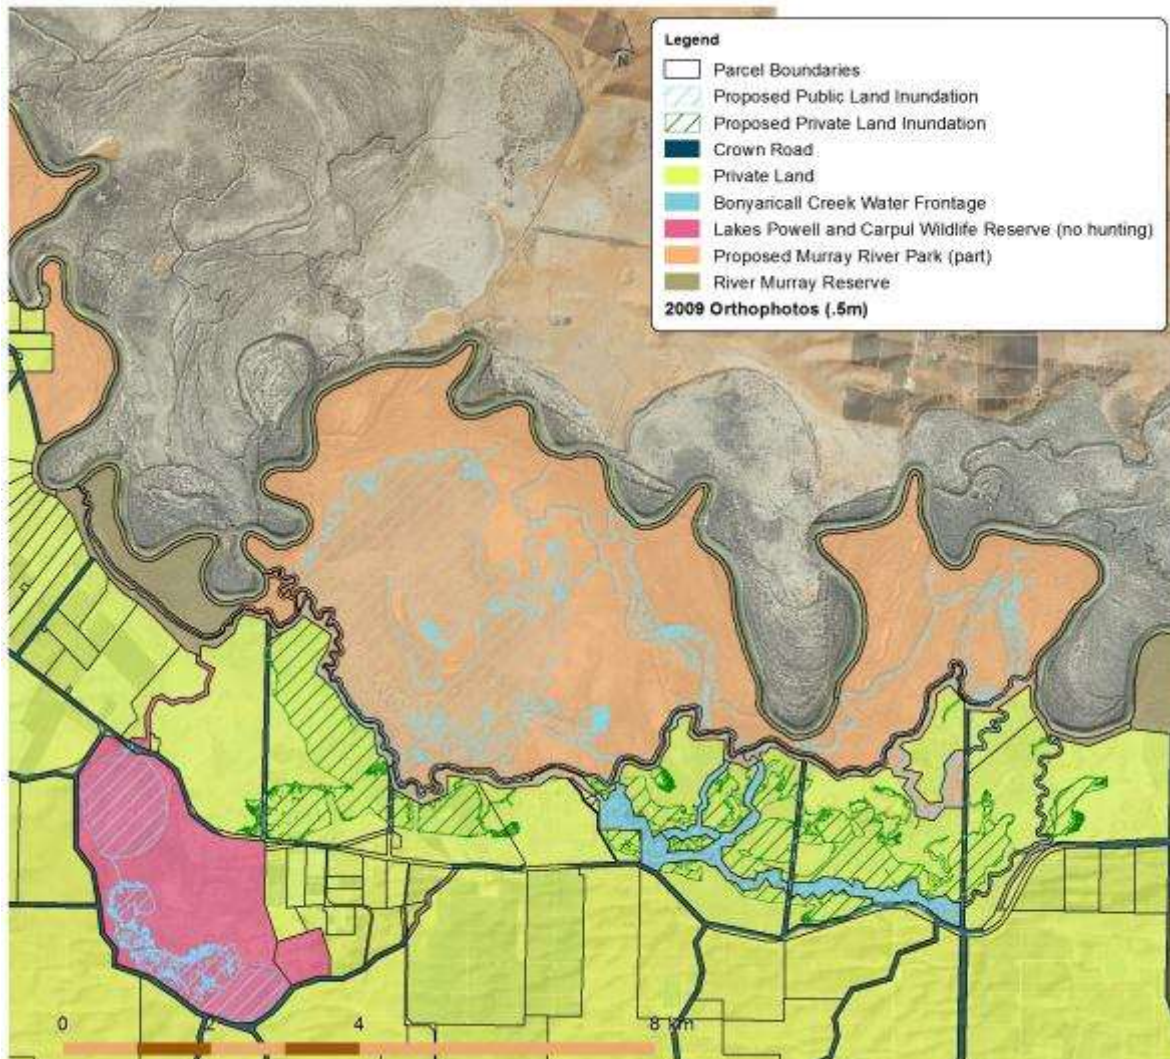 Legend
N
Parcel Boundaries
Proposed Public Land Inundation
Proposed Private Land Inundation
Crown Road
Private Land
Bonyaricall Creek Water Frontage
Lakes Powell and Carpul Wildlife Reserve (no hunting)
Proposed Murray River Park (part)
River Murray Reserve
2009 Orthophotos (.5m)
0 2 4 8 km